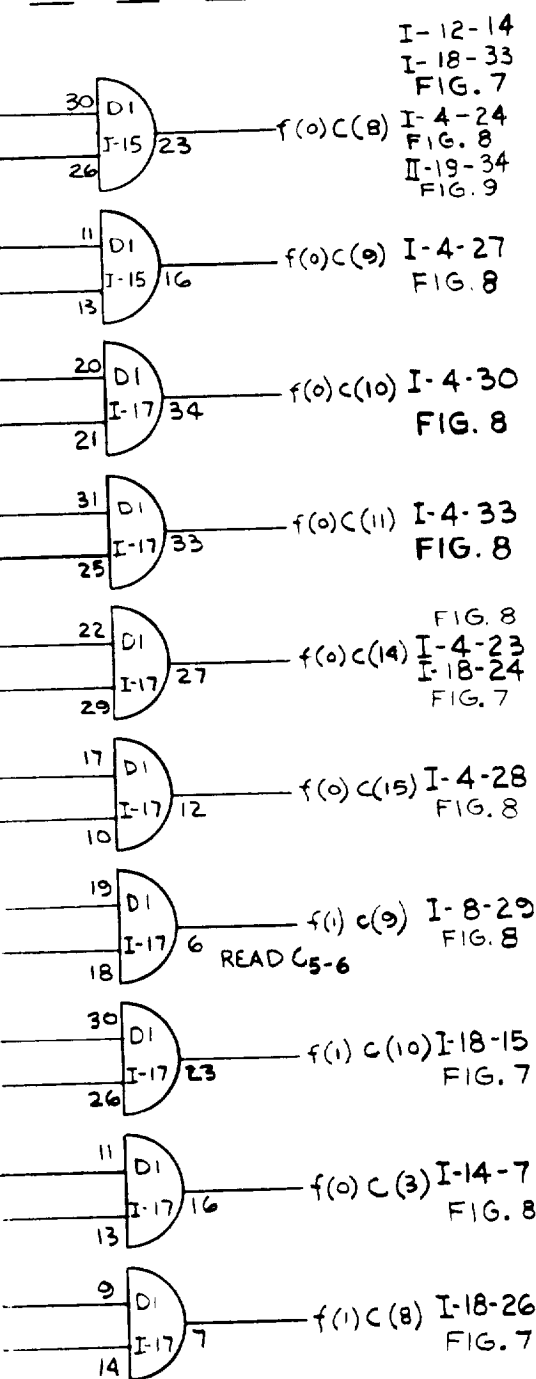 I-12-14
I-18-33
FIG. 7
30 D1
I-15 23 f(0)C(8) I-4-24
26
FIG. 8
II-19-34
FIG. 9
11 D1
I-15 16 f(0)C(9) I-4-27
13
FIG. 8
20 D1
I-17 34 f(0)C(10) I-4-30
21
FIG. 8
31 D1
I-17 33 f(0)C(11) I-4-33
25
FIG. 8
FIG. 8
22 D1
I-17 27 f(0)C(14) I-4-23
29
I-18-24
FIG. 7
17 D1
I-17 12 f(0)C(15) I-4-28
10
FIG. 8
19 D1
I-17 6 f(1)C(9) I-8-29
18
READ C5-6
FIG. 8
30 D1
I-17 23 f(1)C(10) I-18-15
26
FIG. 7
11 D1
I-17 16 f(0)C(3) I-14-7
13
FIG. 8
9 D1
I-17 7 f(1)C(8) I-18-26
14
FIG. 7